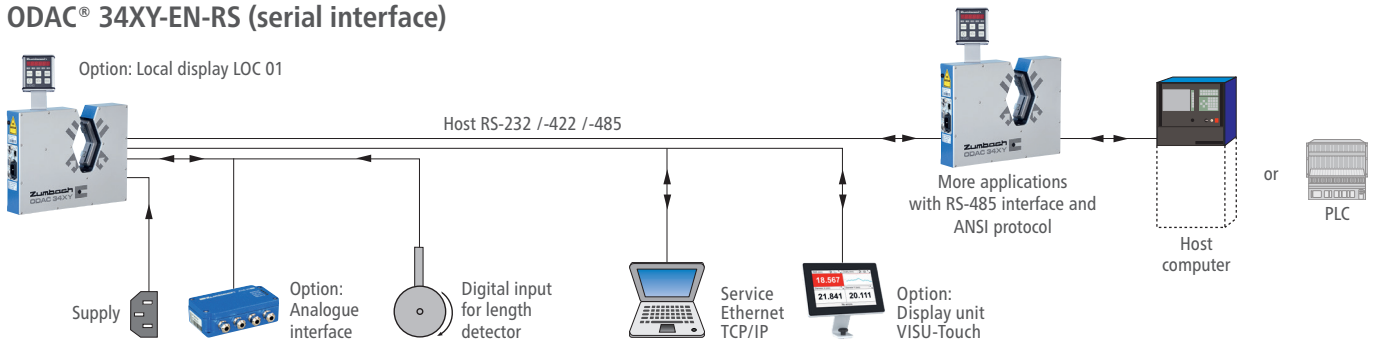 ODAC® 34XY-EN-RS (serial interface)
Option: Local display LOC 01
Host RS-232 /-422 /-485
Zumbach
ODAC 34XY
Zumbach
ODAC 34XY
More applications
with RS-485 interface and
ANSI protocol
Host
computer
or
PLC
Supply
Option:
Analogue
interface
Digital input
for length
detector
Service
Ethernet
TCP/IP
18.567
21.841 20.111
Option:
Display unit
VISU-Touch